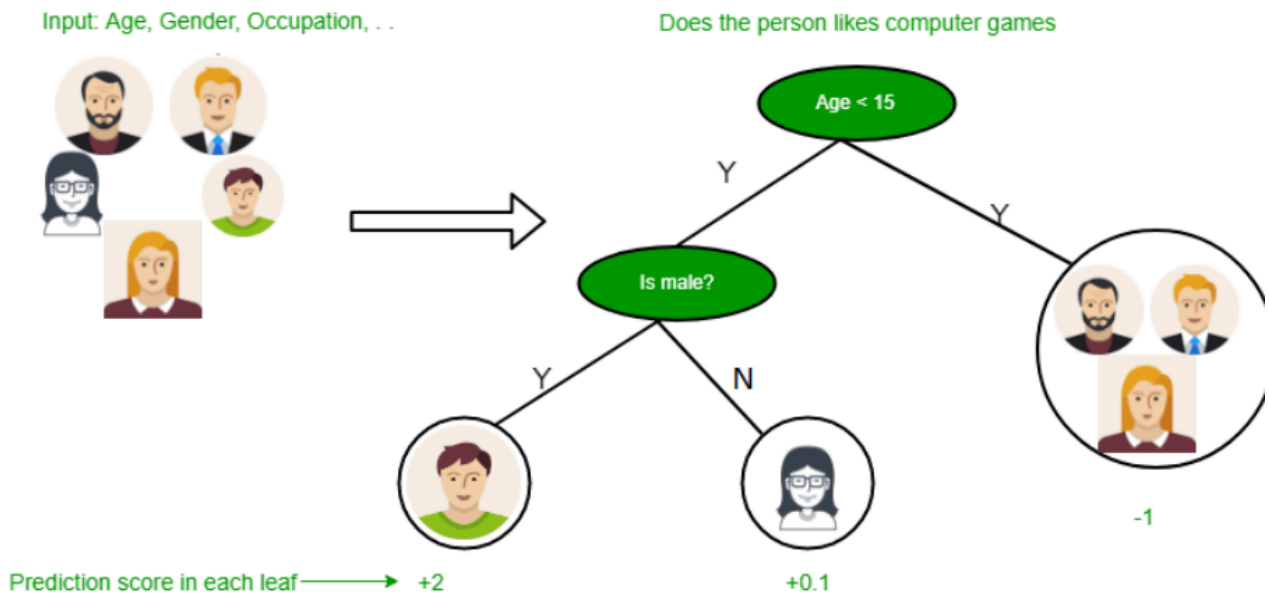 Input: Age, Gender, Occupation, . .
Does the person likes computer games
Age < 15
Y
Y
Is male?
Y
N
-1
Prediction score in each leaf
+2
+0.1